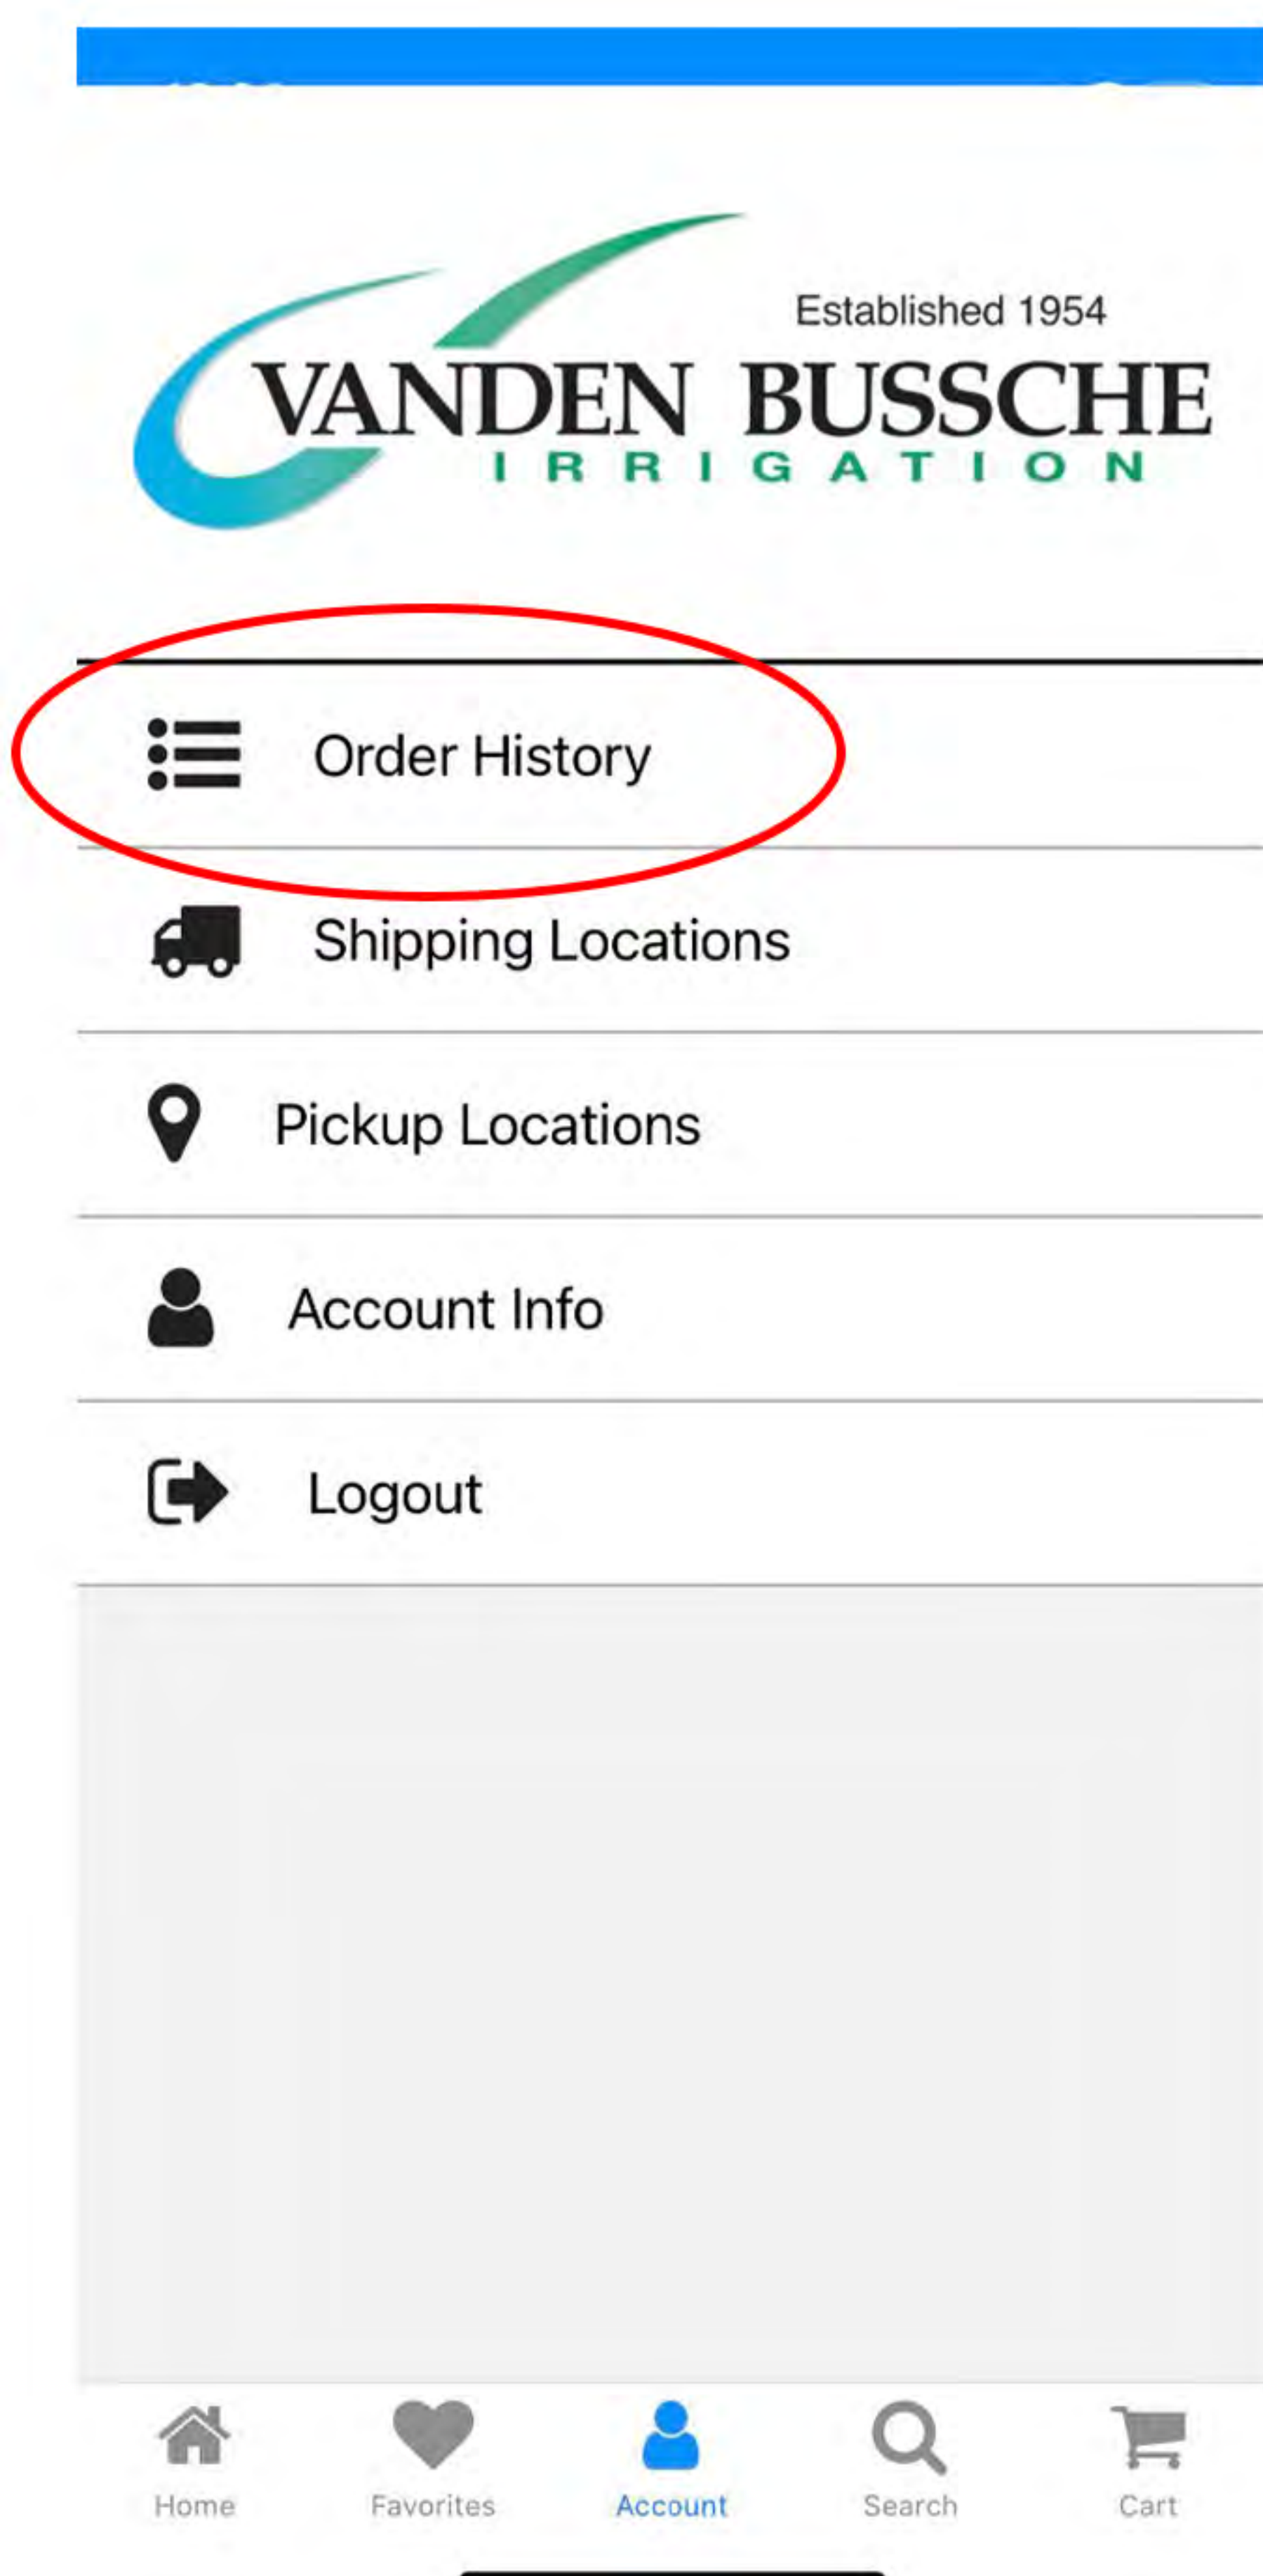 Established 1954
VANDEN BUSSCHE
IRRIGATION
Order History
Shipping Locations
Pickup Locations
Account Info
Logout
Home Favorites Account Search Cart